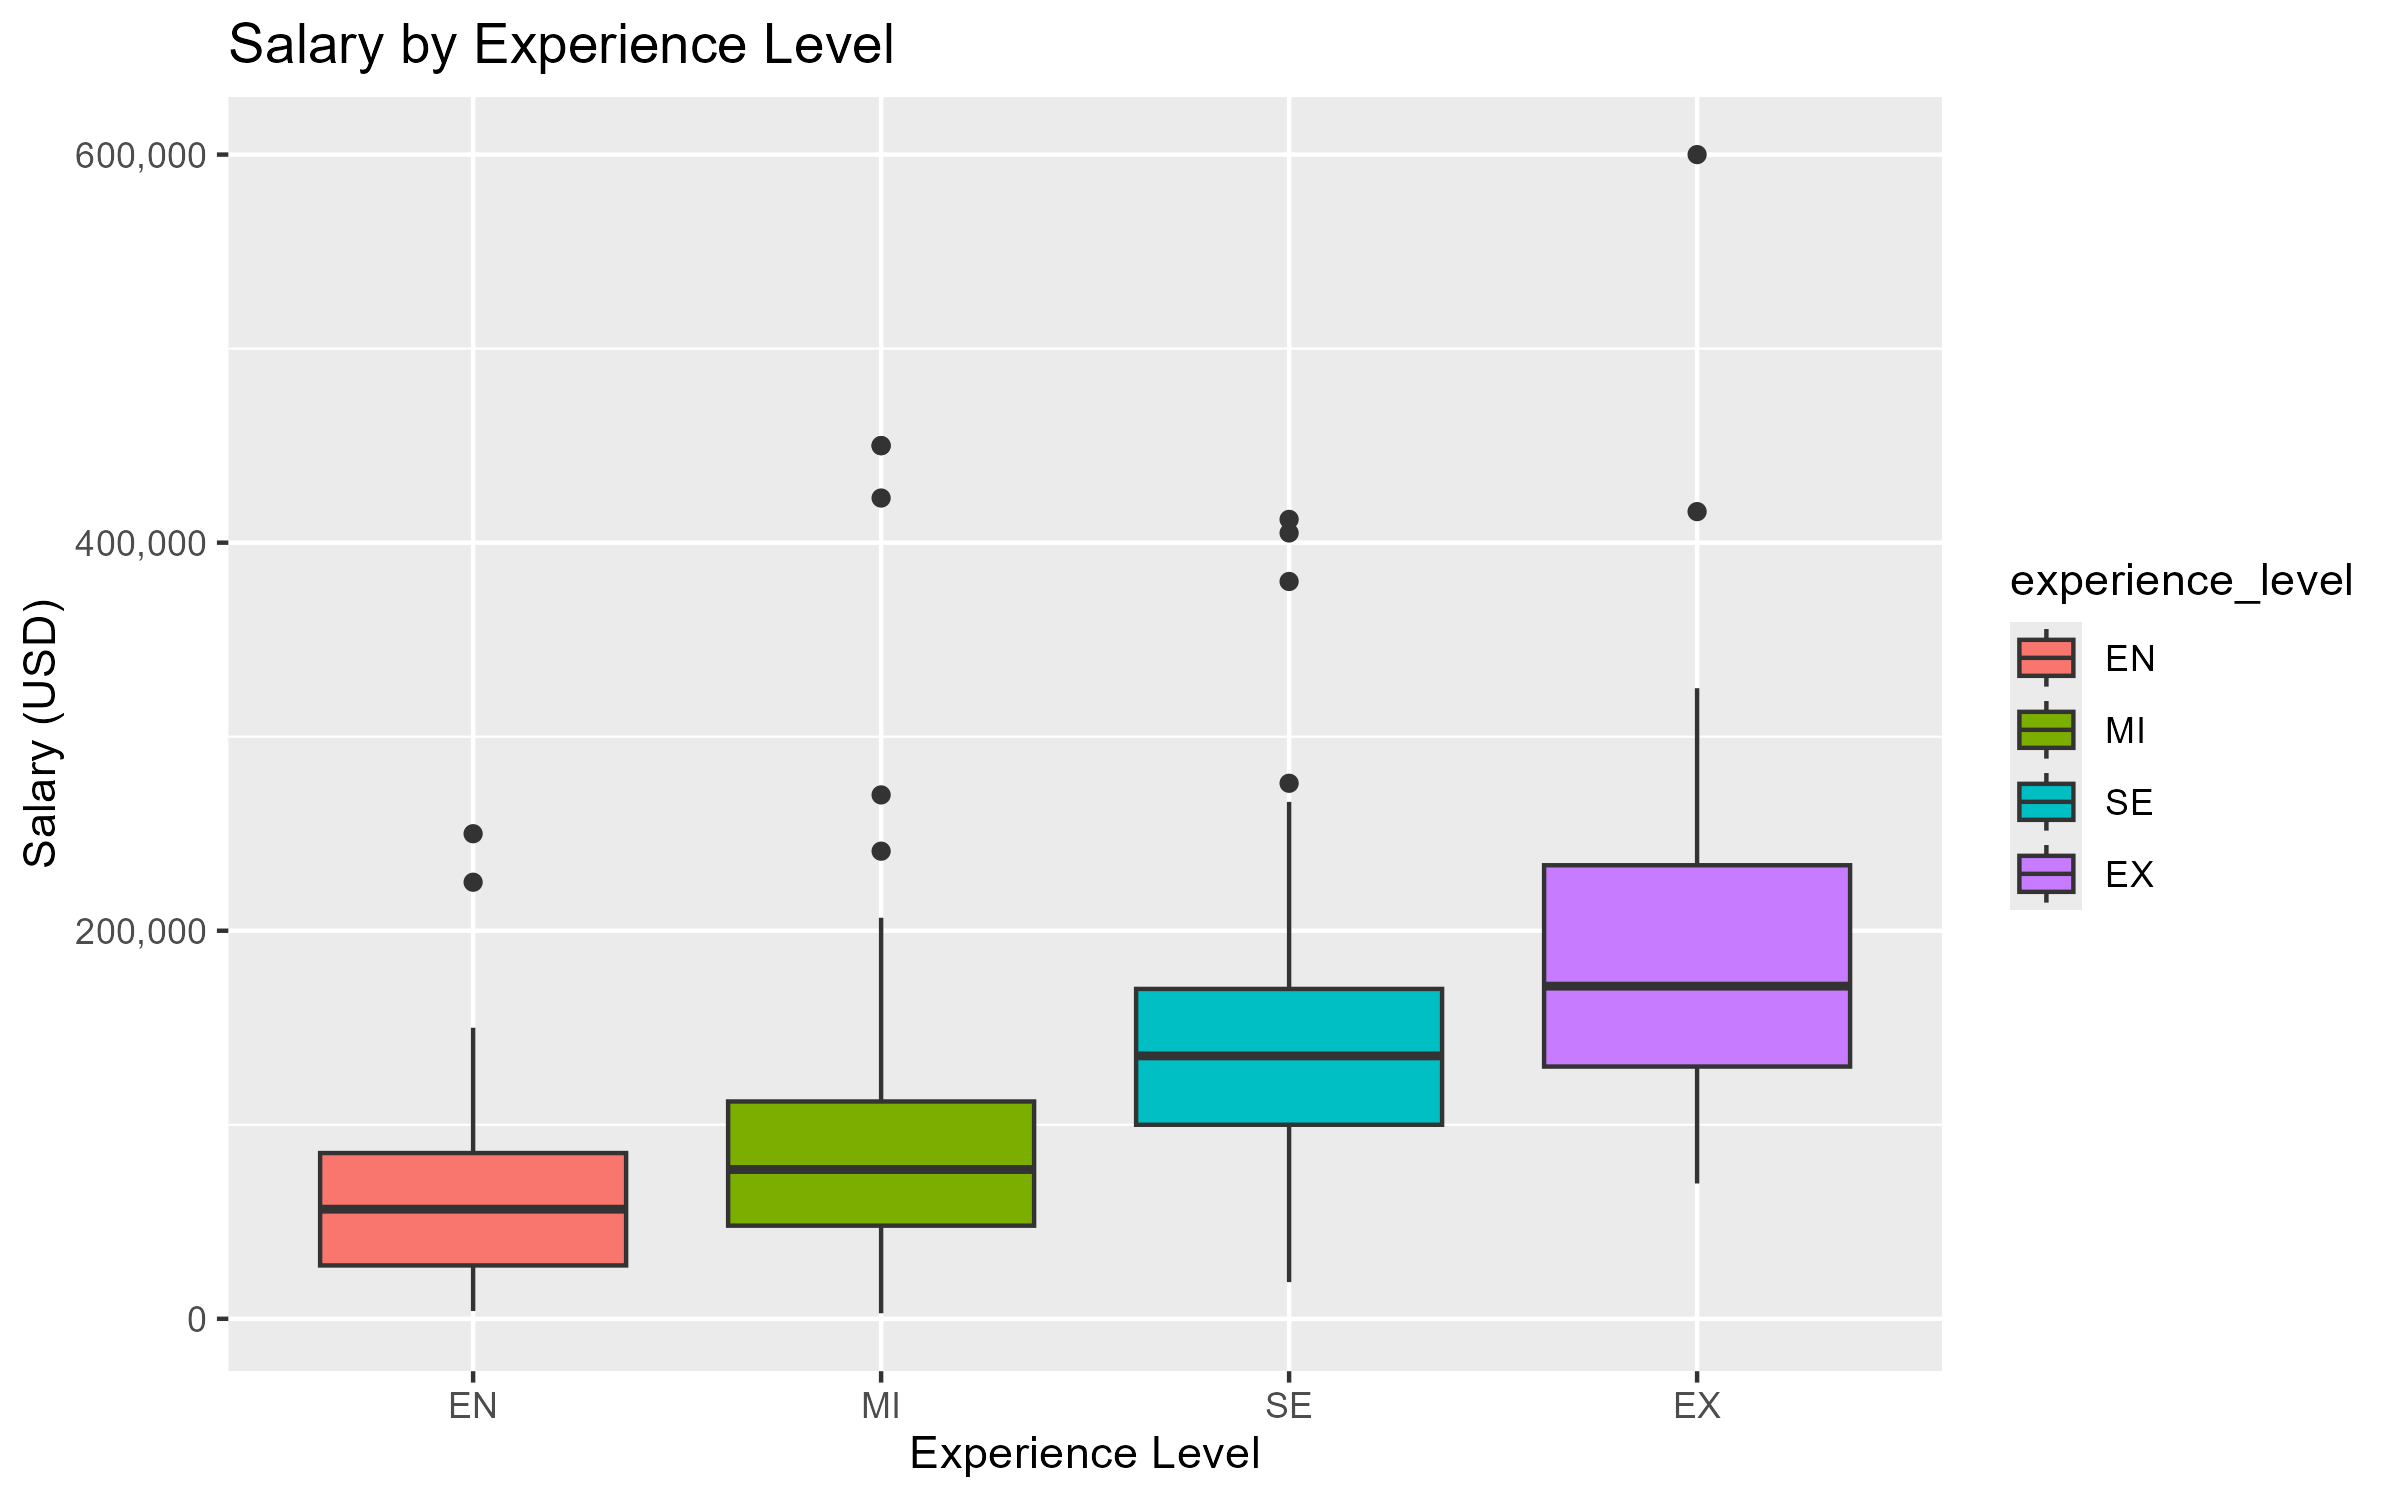 Salary by Experience Level
Salary (USD)
600,000
400,000
200,000
0
EN
MI
SE
EX
Experience Level
experience_level
EN
MI
SE
EX